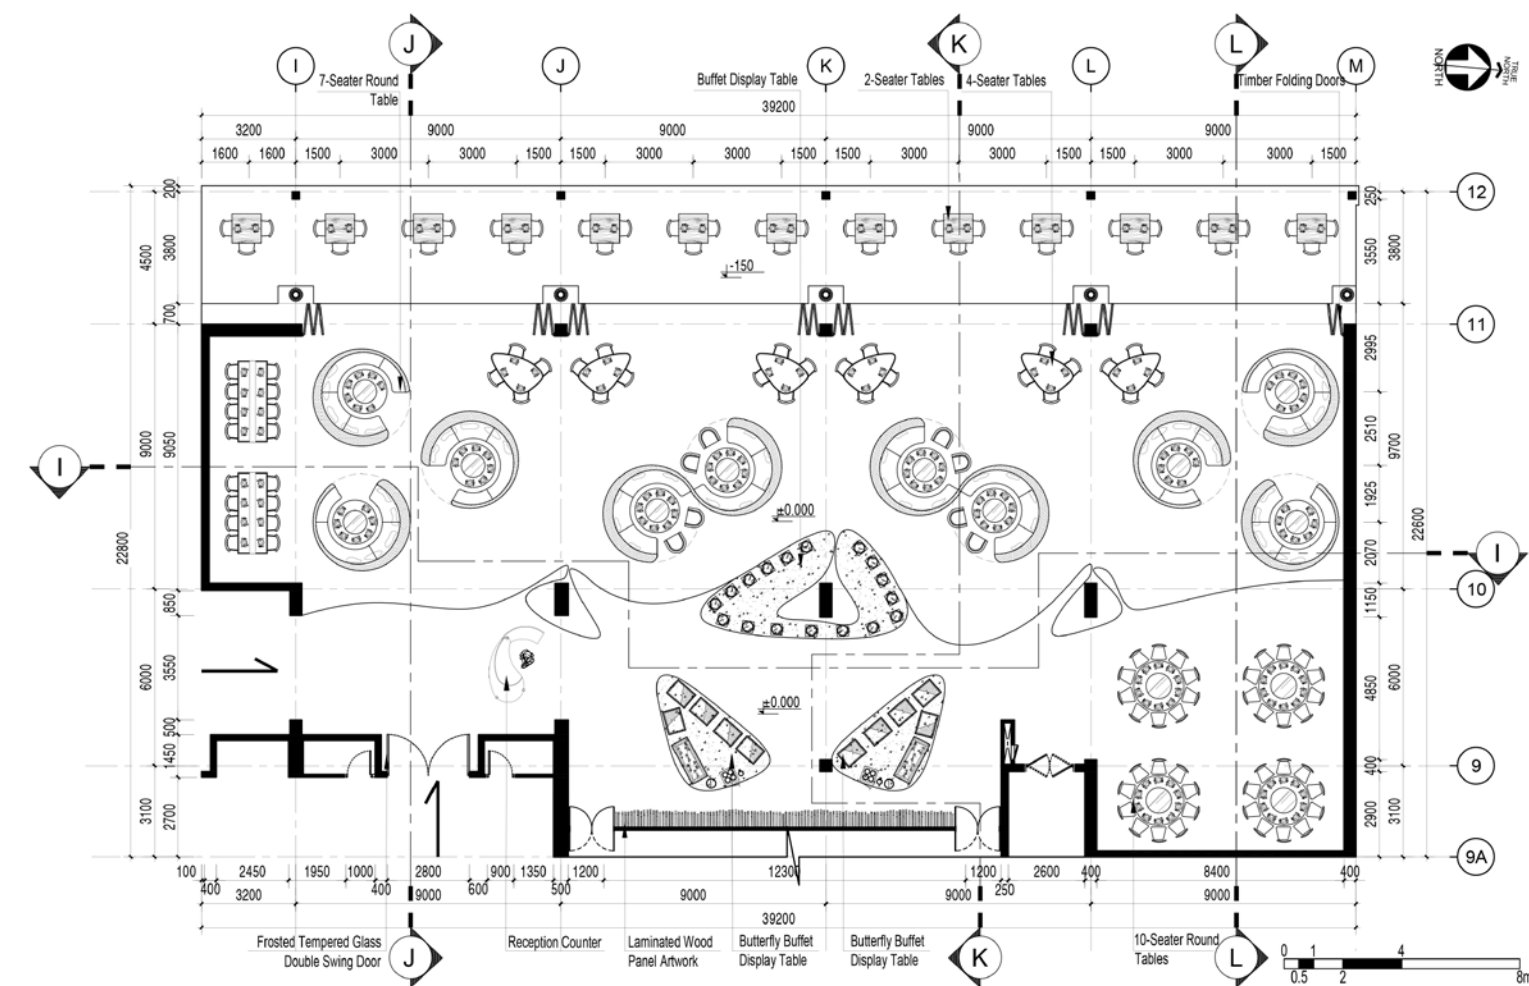 J
K
L
I
J
K
L
M
NORTH
TRUE
NORTH
7-Seater Round
Table
Buffet Display Table
2-Seater Tables
4-Seater Tables
Timber Folding Doors
39200
3200
9000
9000
9000
9000
1600
1600
1500
3000
3000
1500
1500
3000
3000
1500
1500
3000
3000
1500
1500
3000
3000
1500
200
250
12
4500
3800
3550
3800
-150
700
11
2995
9000
9050
2510
9700
I
1925
22800
±0.000
22600
2070
I
10
850
1150
6000
3550
4850
6000
±0.000
500
1450
400
9
3100
2700
2900
3100
9A
100
2450
1950
1000
2800
900
1350
1200
12300
1200
2600
400
8400
400
400
400
600
500
250
3200
9000
9000
9000
9000
39200
Frosted Tempered Glass
Double Swing Door
J
Reception Counter
Laminated Wood
Panel Artwork
Butterfly Buffet
Display Table
Butterfly Buffet
Display Table
K
10-Seater Round
Tables
L
0
1
4
0.5
2
8m